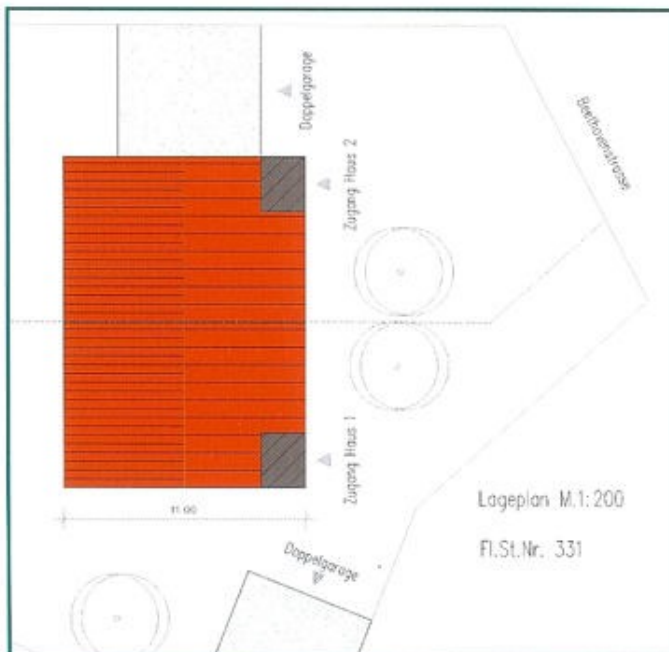 Doppelgarage
Beethovenstrasse
Zugang Haus 2
Zugang Haus 1
11.00
Lageplan M.1:200
Fl.St.Nr. 331
Doppelgarage